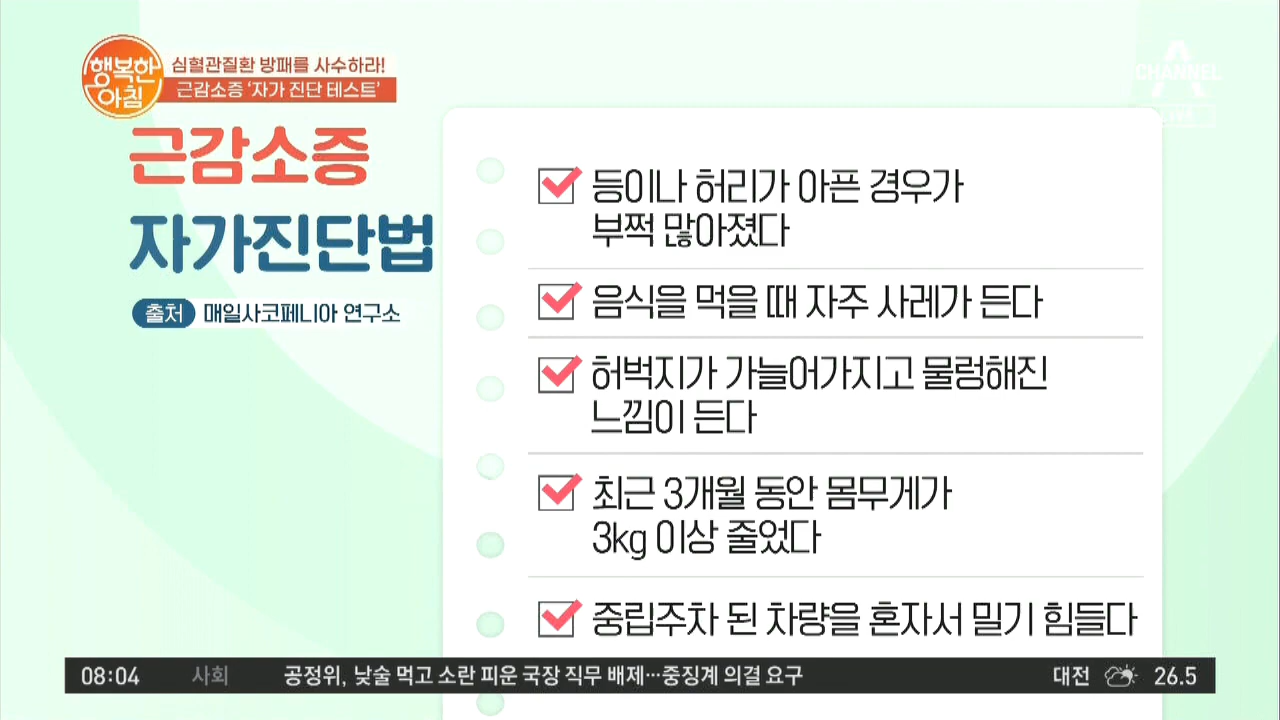 행복한
아침
심혈관질환 방패를 사수하라!
근감소증 '자가 진단 테스트'
CHANNEL A
근감소증
자가진단법
출처 매일사코페니아 연구소
등이나 허리가 아픈 경우가
부쩍 많아졌다
음식을 먹을 때 자주 사레가 든다
허벅지가 가늘어가지고 물렁해진
느낌이 든다
최근 3개월 동안 몸무게가
3kg 이상 줄었다
중립주차 된 차량을 혼자서 밀기 힘들다
08:04 사회 공정위, 낮술 먹고 소란 피운 국장 직무 배제…중징계 의결 요구 대전 26.5